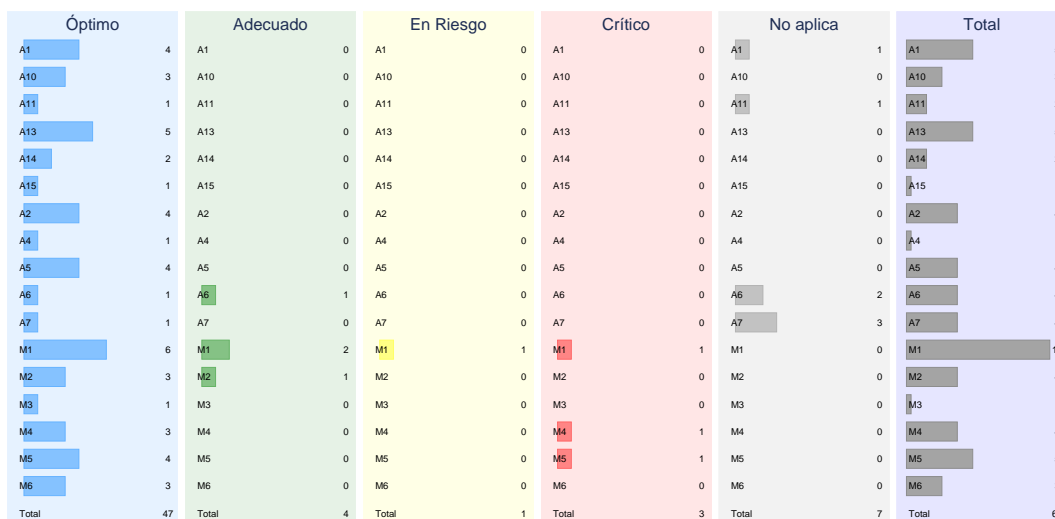 Óptimo Adecuado En Riesgo Crítico No aplica Total
A1 4 A1 0 A1 0 A1 0 A1 1 A1
A10 3 A10 0 A10 0 A10 0 A10 0 A10
A11 1 A11 0 A11 0 A11 0 A11 1 A11
A13 5 A13 0 A13 0 A13 0 A13 0 A13
A14 2 A14 0 A14 0 A14 0 A14 0 A14
A15 1 A15 0 A15 0 A15 0 A15 0 A15
A2 4 A2 0 A2 0 A2 0 A2 0 A2
A4 1 A4 0 A4 0 A4 0 A4 0 A4
A5 4 A5 0 A5 0 A5 0 A5 0 A5
A6 1 A6 1 A6 0 A6 0 A6 2 A6
A7 1 A7 0 A7 0 A7 0 A7 3 A7
M1 6 M1 2 M1 1 M1 1 M1 0 M1
M2 3 M2 1 M2 0 M2 0 M2 0 M2
M3 1 M3 0 M3 0 M3 0 M3 0 M3
M4 3 M4 0 M4 0 M4 1 M4 0 M4
M5 4 M5 0 M5 0 M5 1 M5 0 M5
M6 3 M6 0 M6 0 M6 0 M6 0 M6
Total 47 Total 4 Total 1 Total 3 Total 7 Total